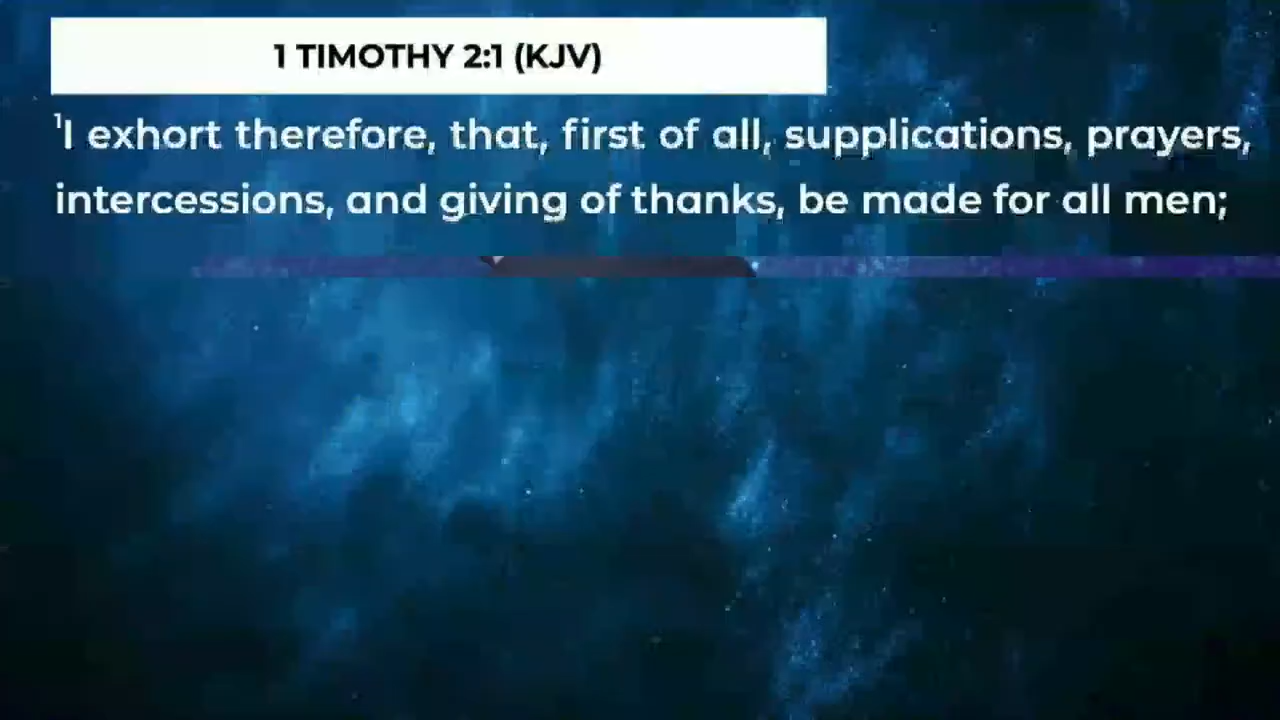 1 TIMOTHY 2:1 (KJV)
¹I exhort therefore, that, first of all, supplications, prayers,
intercessions, and giving of thanks, be made for all men;